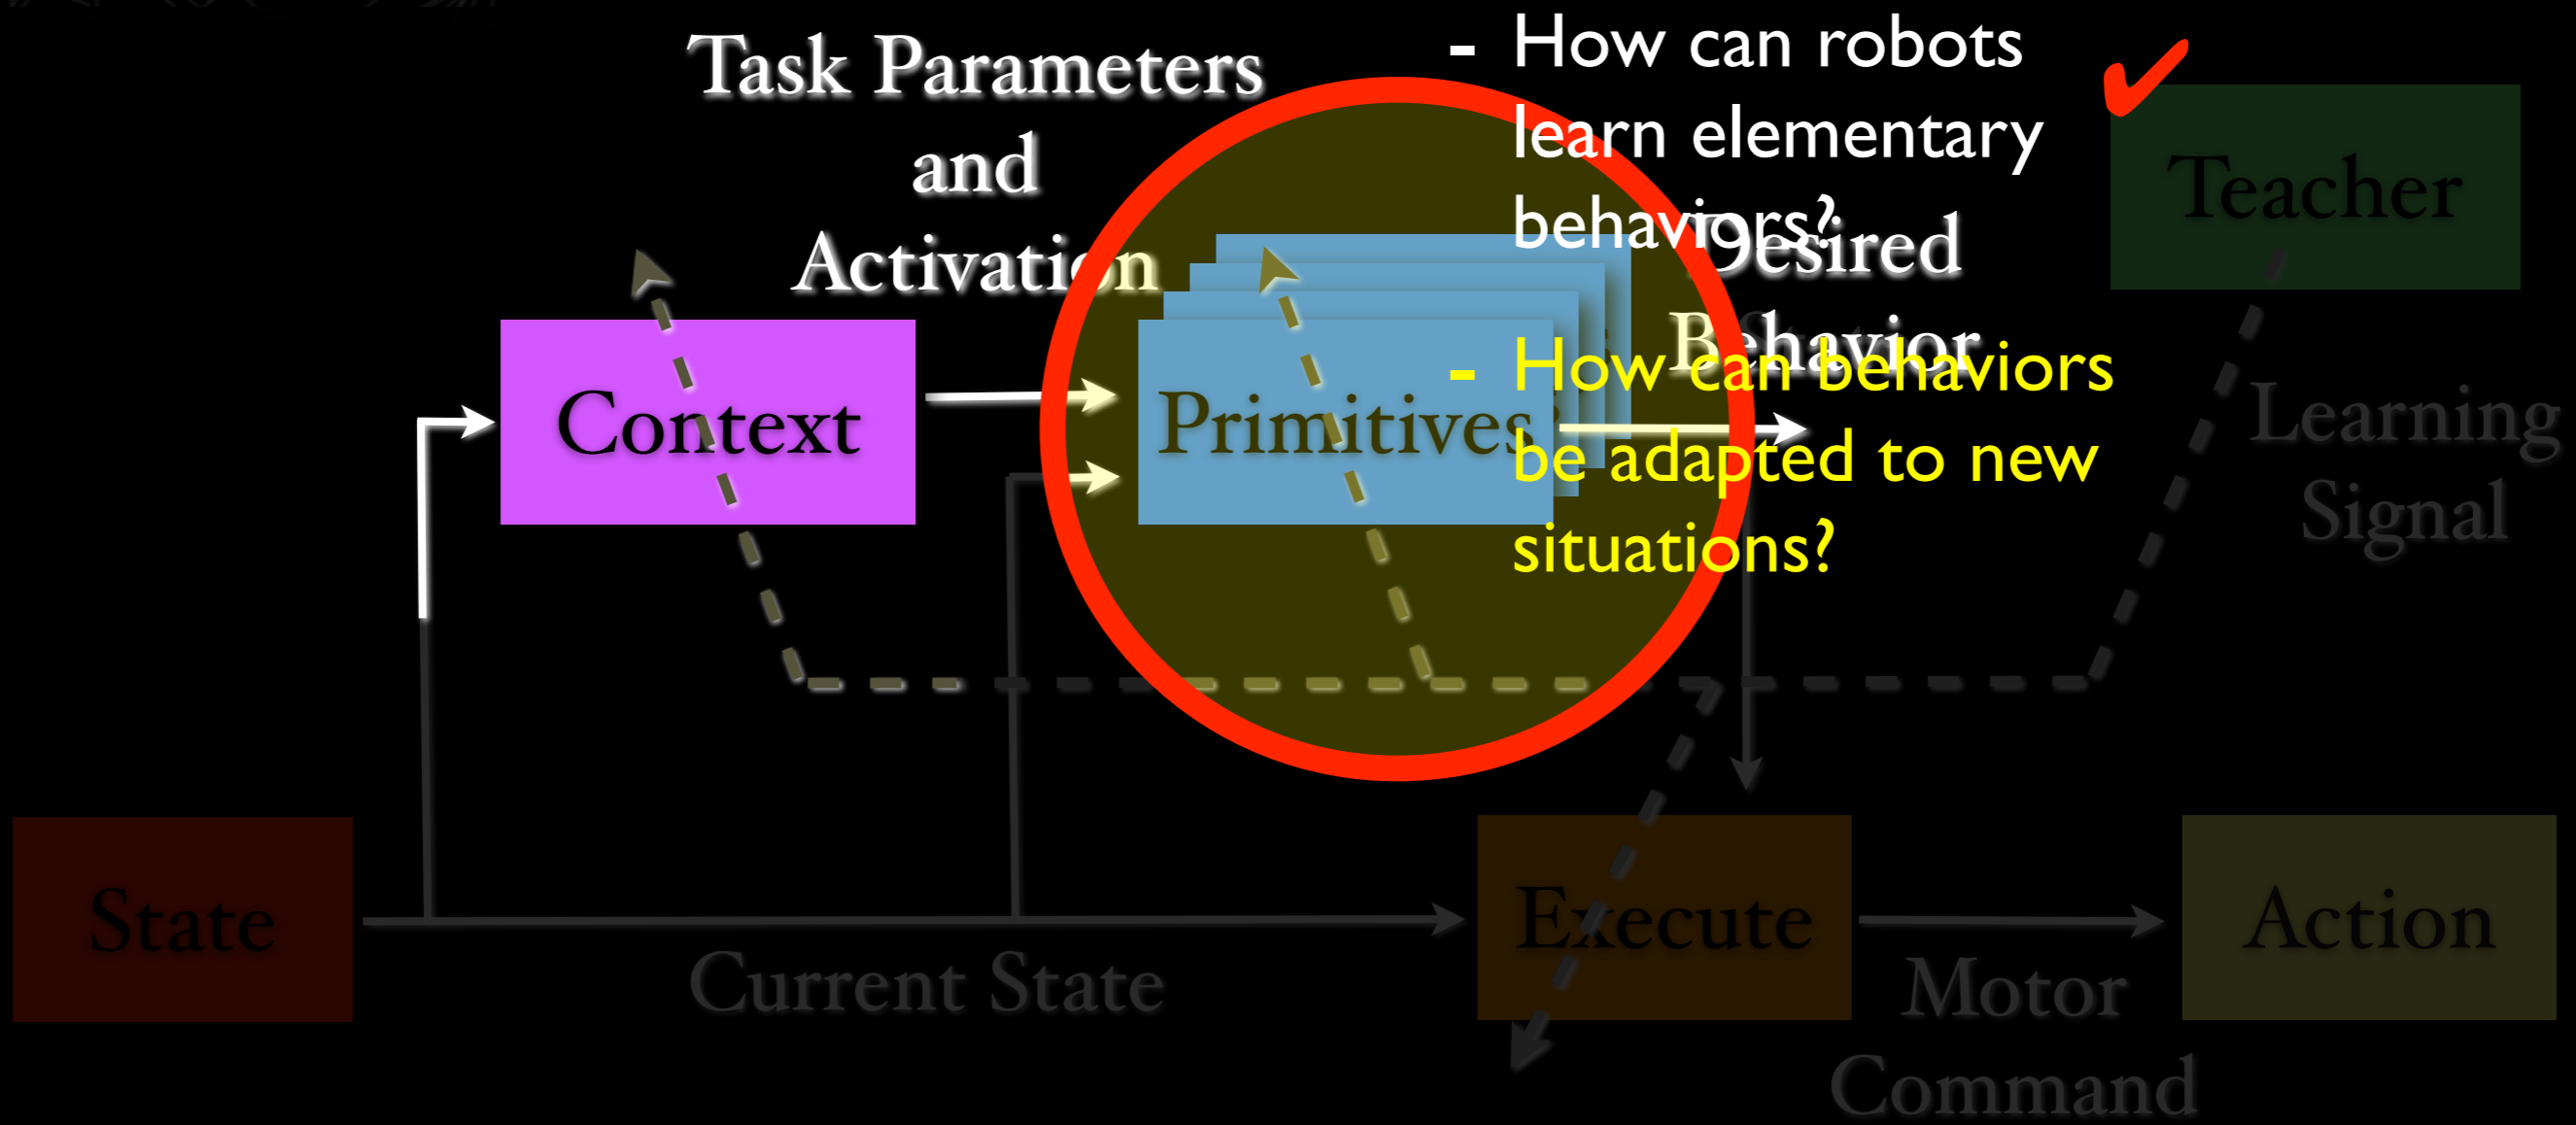 Task Parameters
and
Activation
- How can robots
learn elementary
behaviors?
Desired
Behavior
- How can behaviors
be adapted to new
situations?
Teacher
Context
Primitives
Learning
Signal
State
Current State
Execute
Motor
Command
Action